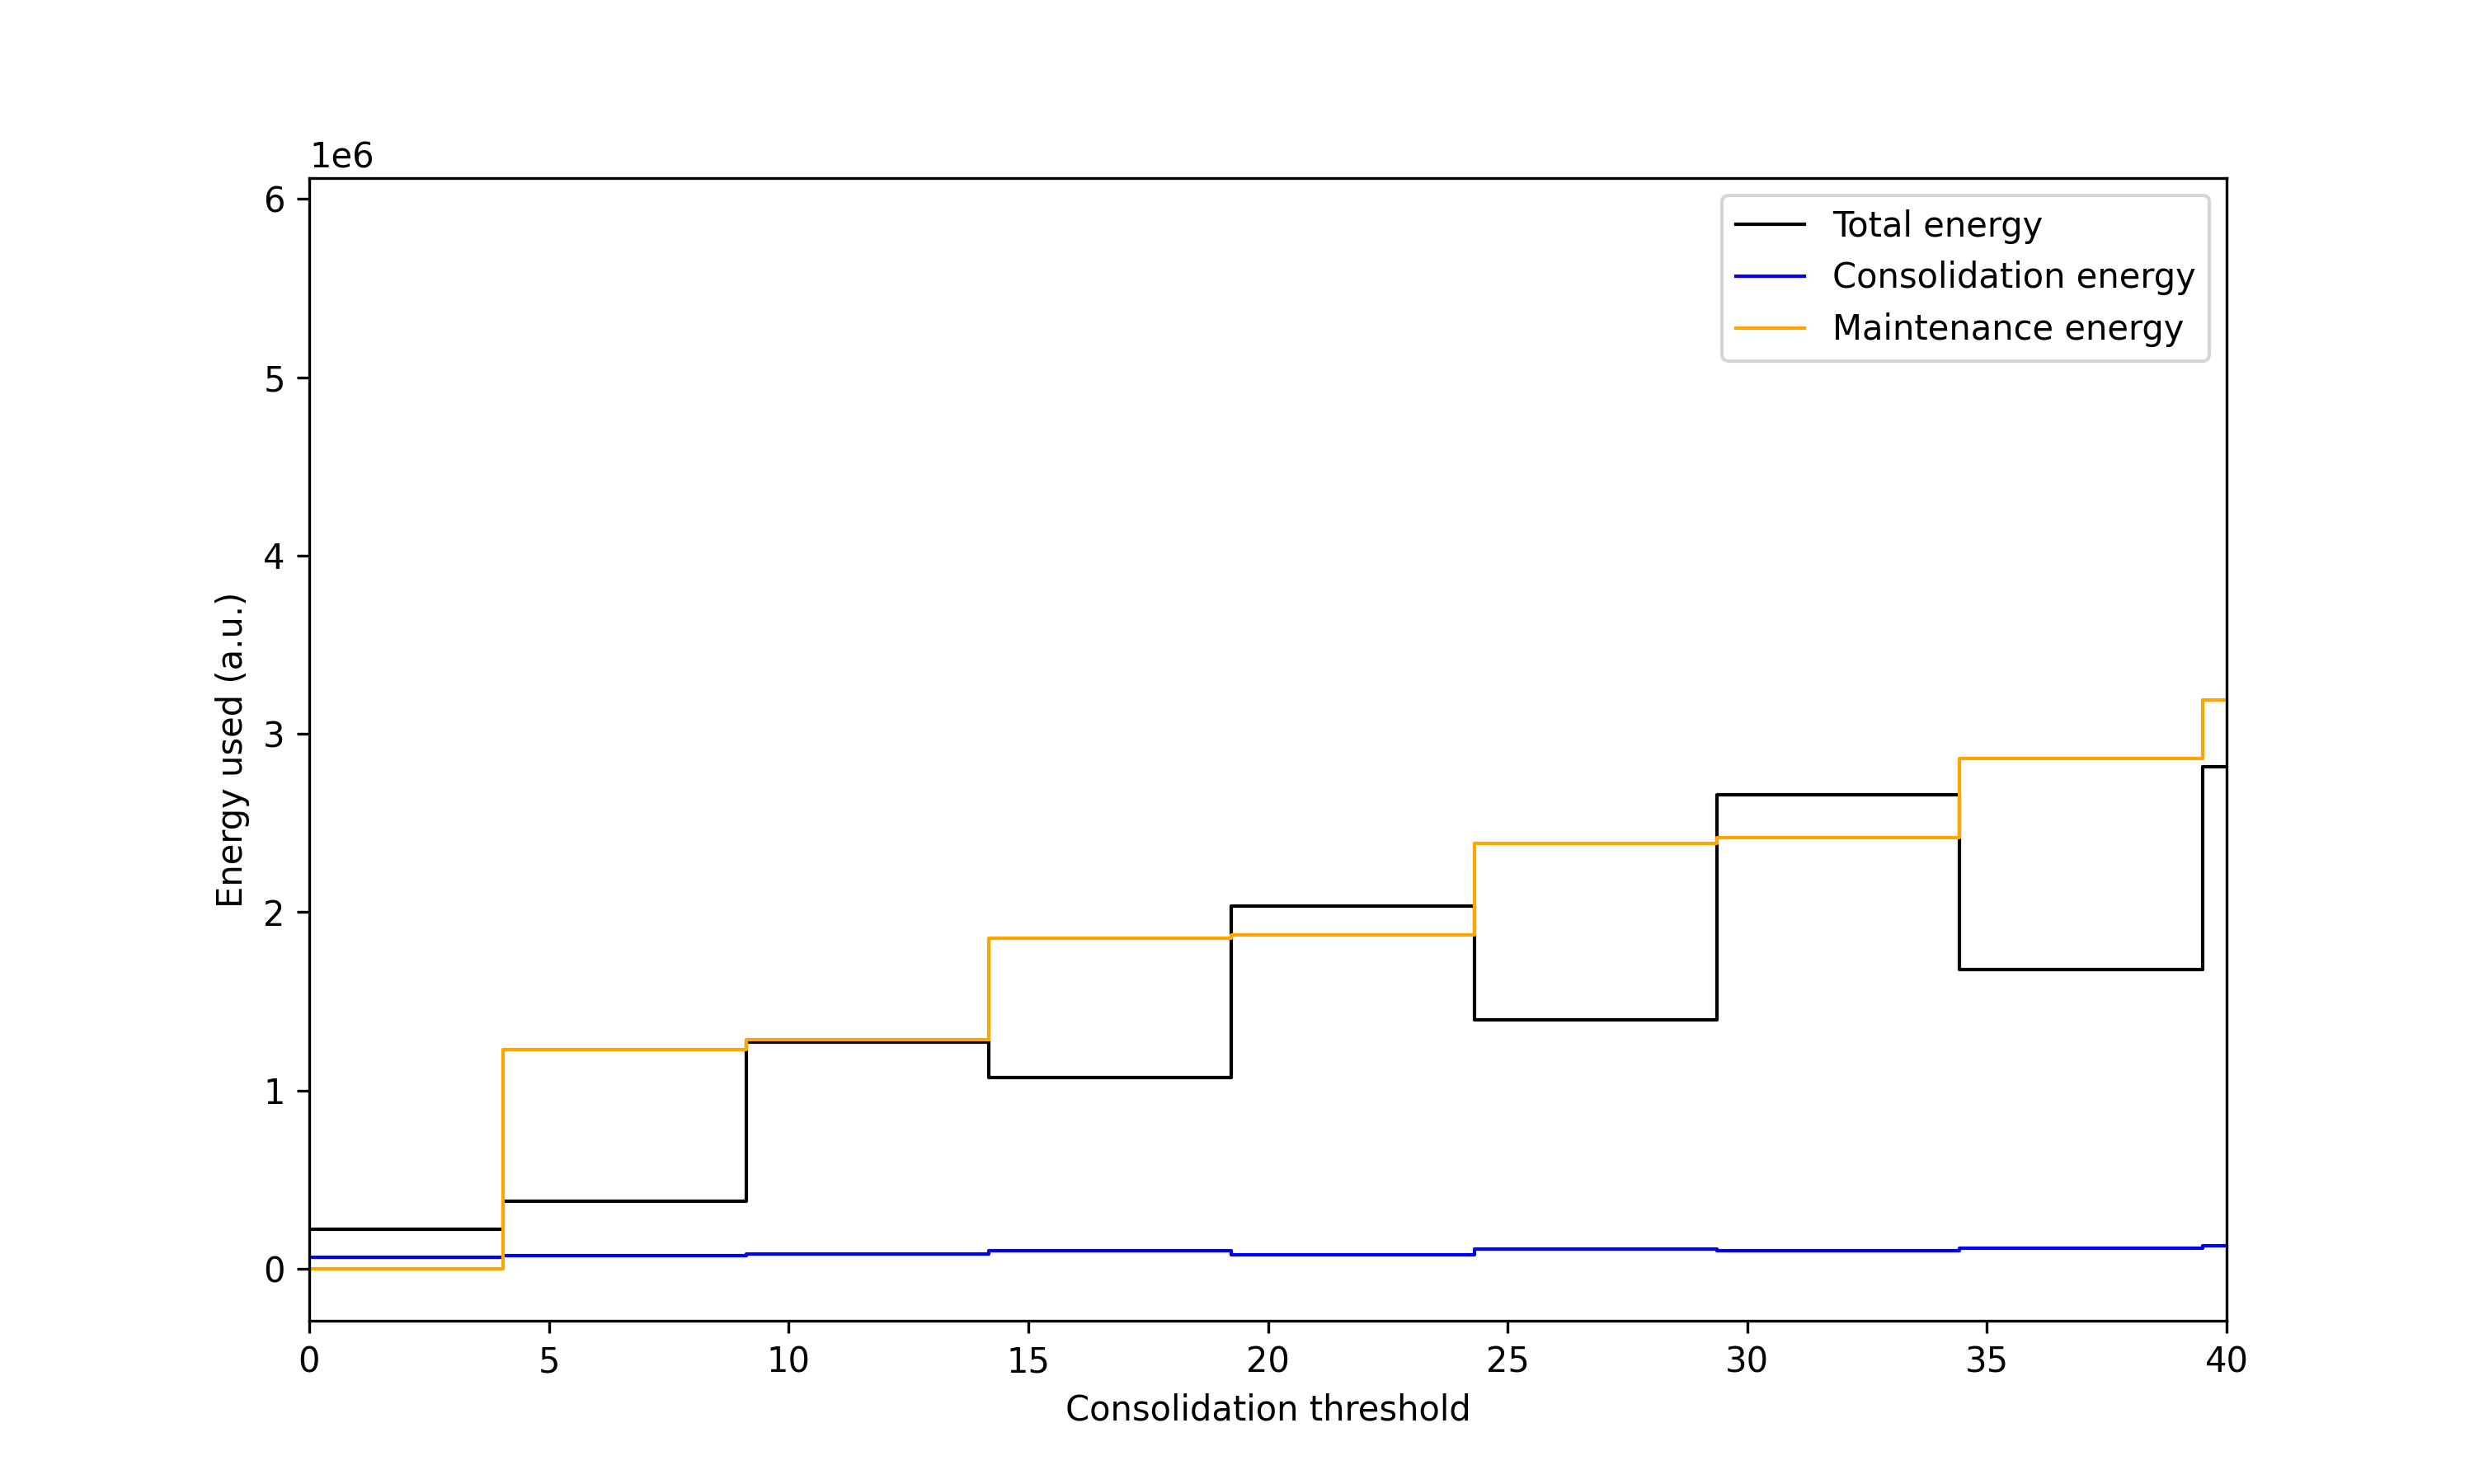 1e6
6
5
4
3
2
1
0
Energy used (a.u.)
Total energy
Consolidation energy
Maintenance energy
0 5 10 15 20 25 30 35 40
Consolidation threshold